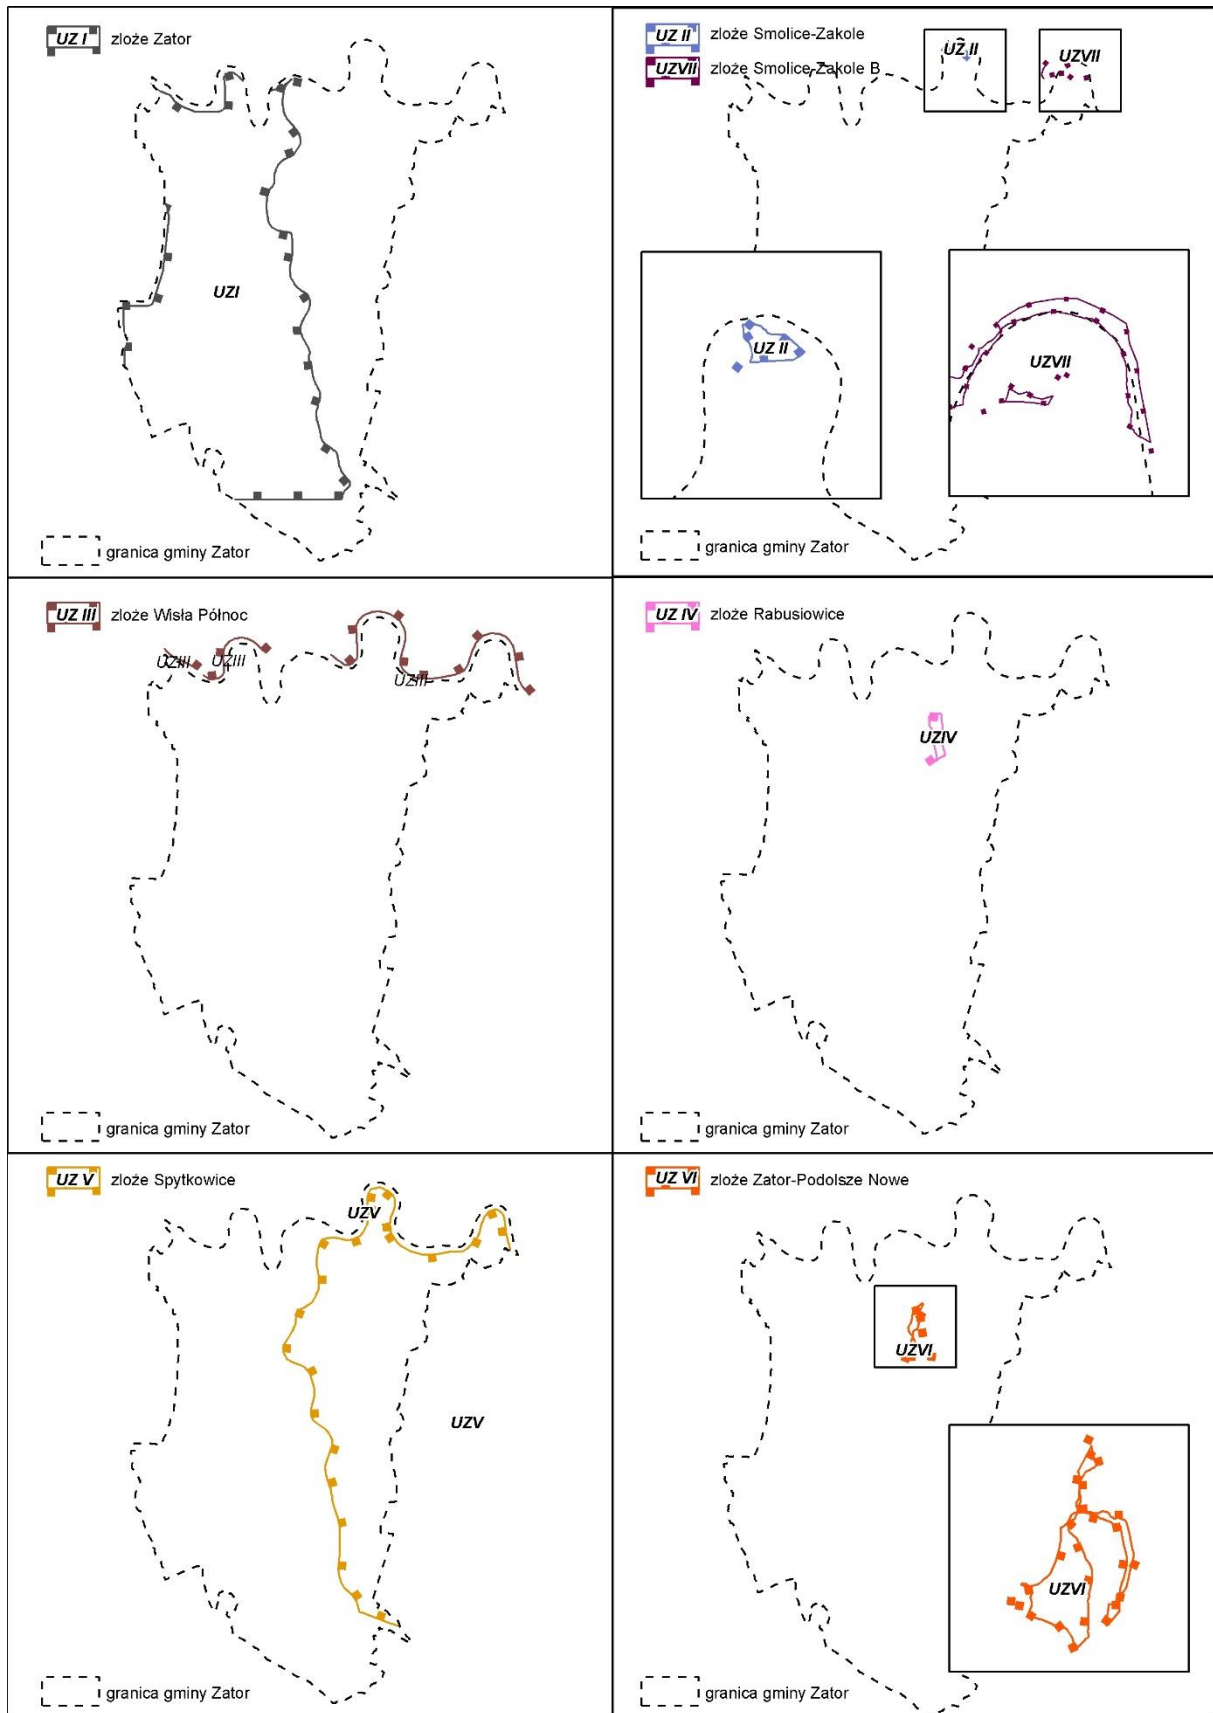 UZ I złoże Zator
UZI
granica gminy Zator
UZ II złoże Smolice-Zakole
UZVII złoże Smolice-Zakole B
UZ II
UZVII
UZ II
UZVII
granica gminy Zator
UZ III złoże Wisła Północ
UZIII
UZIII
UZIII
granica gminy Zator
UZ IV złoże Rabusiowice
UZIV
granica gminy Zator
UZ V złoże Spytkowice
UZV
UZV
granica gminy Zator
UZ VI złoże Zator-Podolsze Nowe
UZVI
UZVI
granica gminy Zator